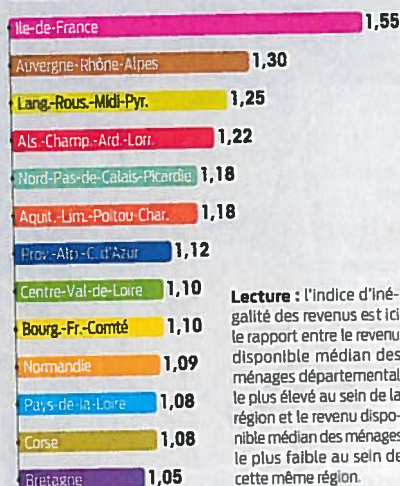 Ile-de-France 1,55
Auvergne-Rhône-Alpes 1,30
Lang.-Rous.-Midi-Pyr. 1,25
Als.-Champ.-Ard.-Lorr. 1,22
Nord-Pas-de-Calais-Picardie 1,18
Aquit.-Lim.-Poitou-Char. 1,18
Prov.-Alp.-C. d'Azur 1,12
Centre-Val-de-Loire 1,10
Bourg.-Fr.-Comté 1,10
Normandie 1,09
Pays-de-la-Loire 1,08
Corse 1,08
Bretagne 1,05
Lecture : l'indice d'iné-
galité des revenus est ici
le rapport entre le revenu
disponible médian des
ménages départemental
le plus élevé au sein de la
région et le revenu dispo-
nible médian des ménages
le plus faible au sein de
cette même région.